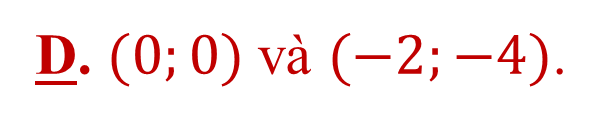 D. (0; 0) và (−2; −4).